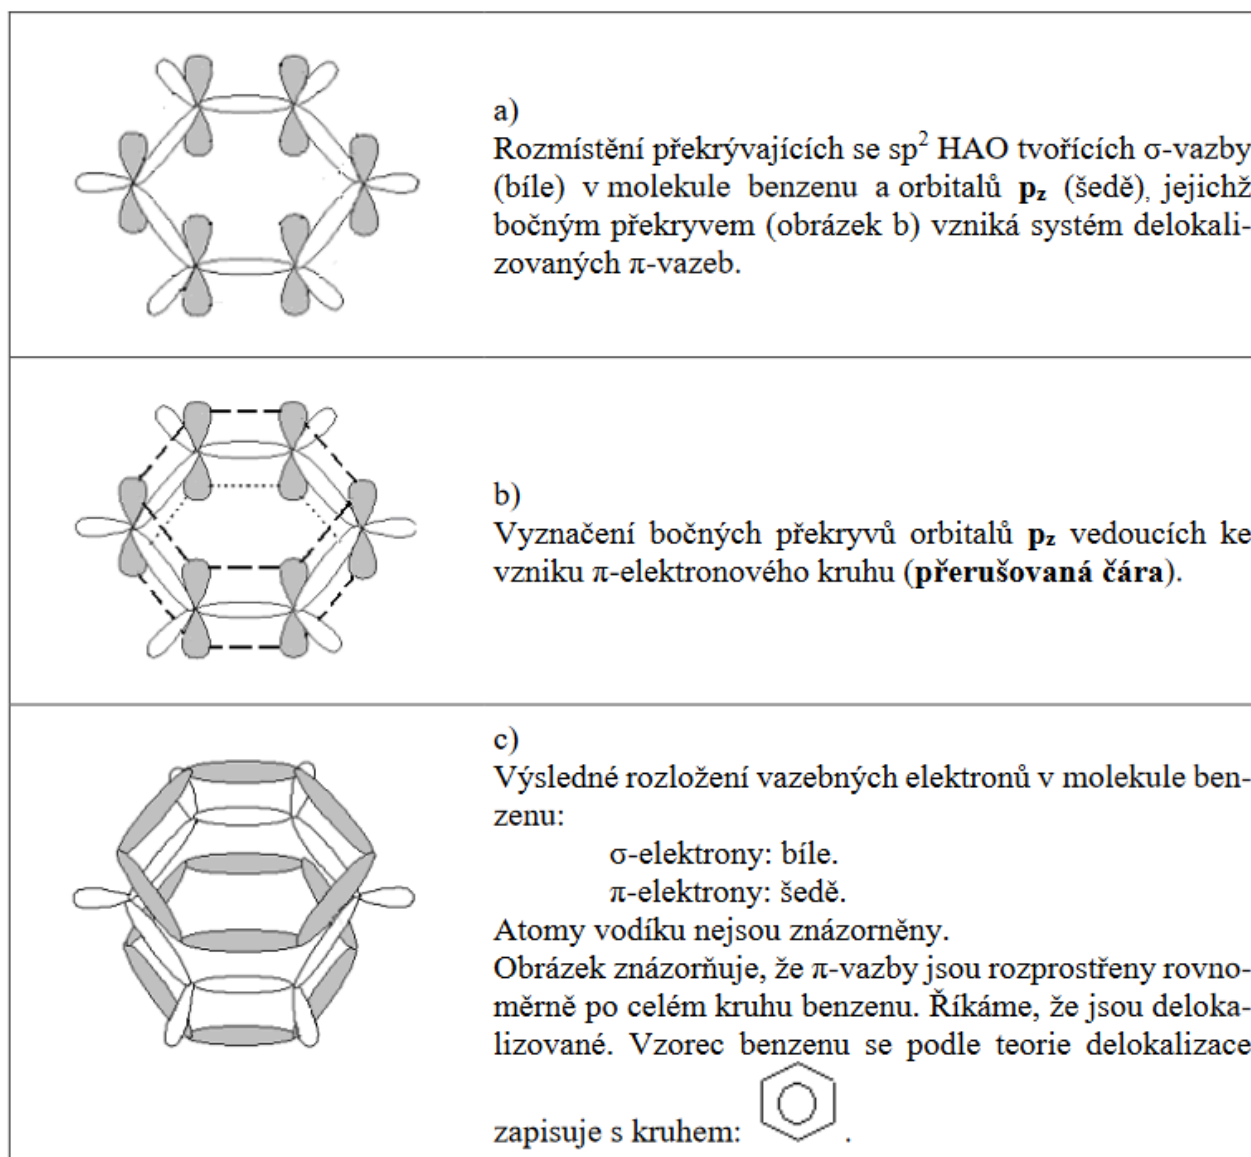 a)
Rozmístění překrývajících se sp² HAO tvořících σ-vazby
(bíle) v molekule benzenu a orbitalů pz (šedě), jejichž
bočným překryvem (obrázek b) vzniká systém delokali-
zovaných π-vazeb.
b)
Vyznačení bočných překryvů orbitalů pz vedoucích ke
vzniku π-elektronového kruhu (přerušovaná čára).
c)
Výsledné rozložení vazebných elektronů v molekule ben-
zenu:
σ-elektrony: bíle.
π-elektrony: šedě.
Atomy vodíku nejsou znázorněny.
Obrázek znázorňuje, že π-vazby jsou rozprostřeny rovno-
měrně po celém kruhu benzenu. Říkáme, že jsou deloka-
lizované. Vzorec benzenu se podle teorie delokalizace
zapisuje s kruhem: .